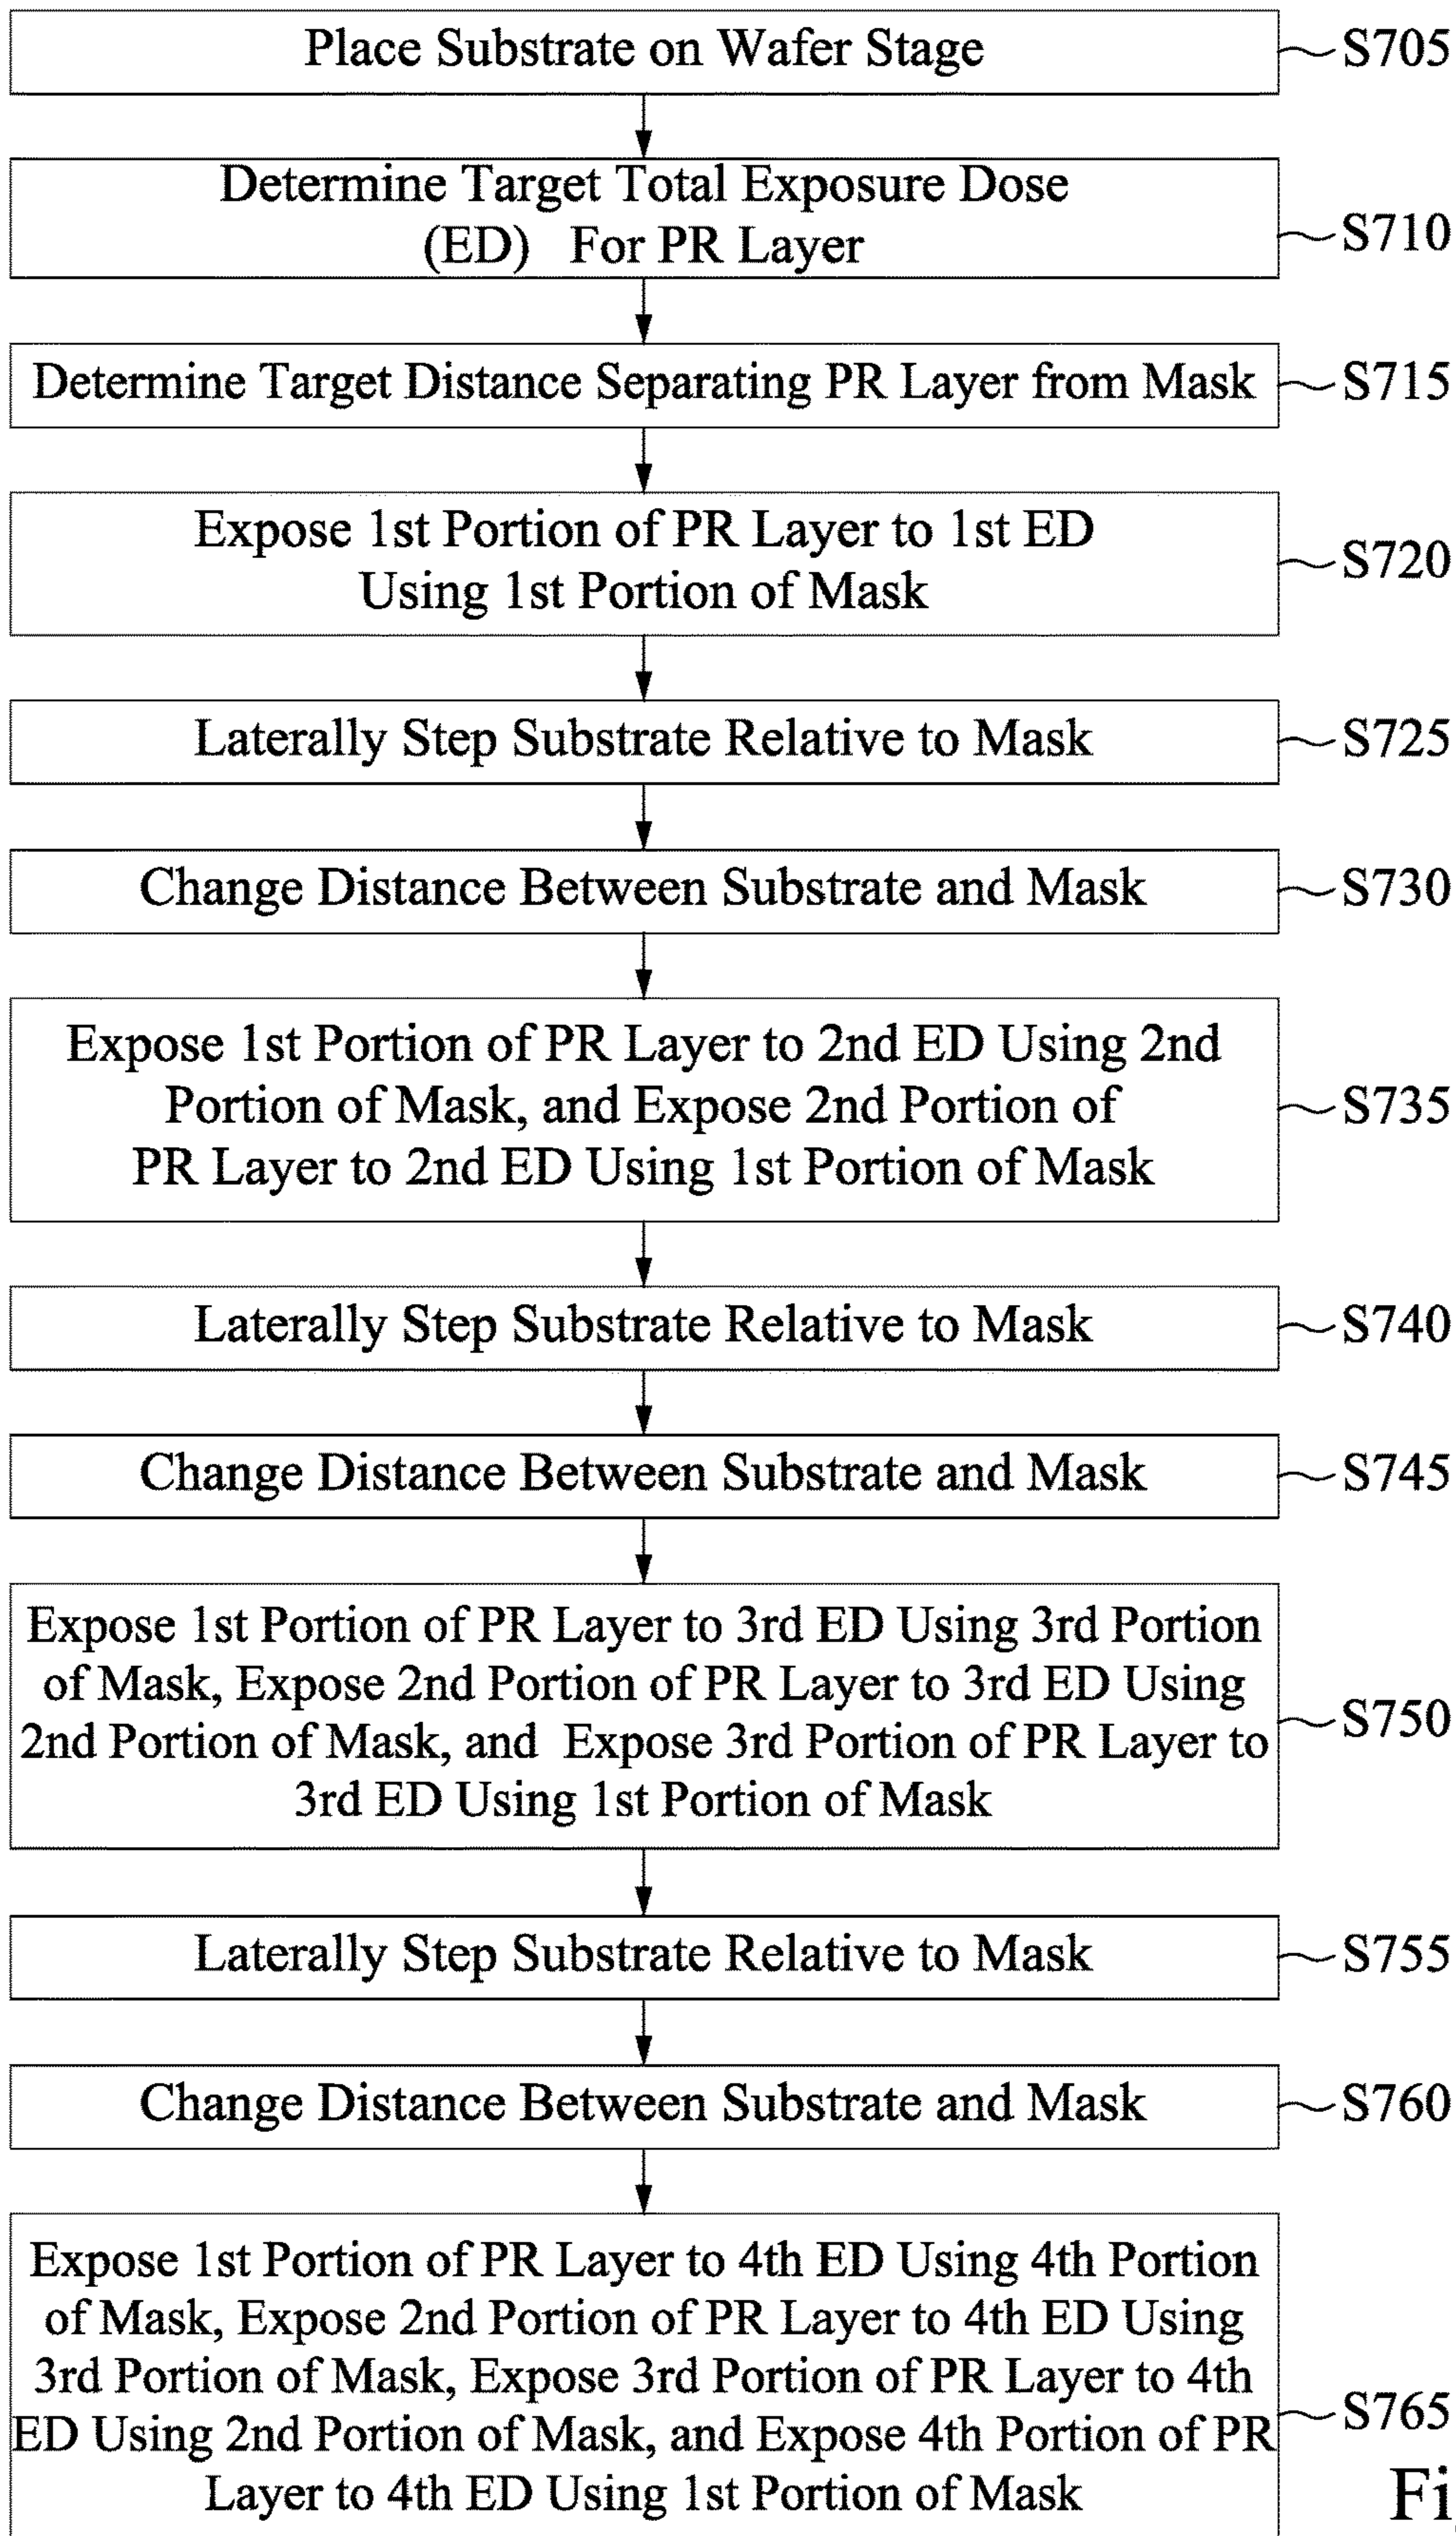 Place Substrate on Wafer Stage
S705
Determine Target Total Exposure Dose
(ED) For PR Layer
S710
Determine Target Distance Separating PR Layer from Mask
S715
Expose 1st Portion of PR Layer to 1st ED
Using 1st Portion of Mask
S720
Laterally Step Substrate Relative to Mask
S725
Change Distance Between Substrate and Mask
S730
Expose 1st Portion of PR Layer to 2nd ED Using 2nd
Portion of Mask, and Expose 2nd Portion of
PR Layer to 2nd ED Using 1st Portion of Mask
S735
Laterally Step Substrate Relative to Mask
S740
Change Distance Between Substrate and Mask
S745
Expose 1st Portion of PR Layer to 3rd ED Using 3rd Portion
of Mask, Expose 2nd Portion of PR Layer to 3rd ED Using
2nd Portion of Mask, and Expose 3rd Portion of PR Layer to
3rd ED Using 1st Portion of Mask
S750
Laterally Step Substrate Relative to Mask
S755
Change Distance Between Substrate and Mask
S760
Expose 1st Portion of PR Layer to 4th ED Using 4th Portion
of Mask, Expose 2nd Portion of PR Layer to 4th ED Using
3rd Portion of Mask, Expose 3rd Portion of PR Layer to 4th
ED Using 2nd Portion of Mask, and Expose 4th Portion of PR
Layer to 4th ED Using 1st Portion of Mask
S765
Fi